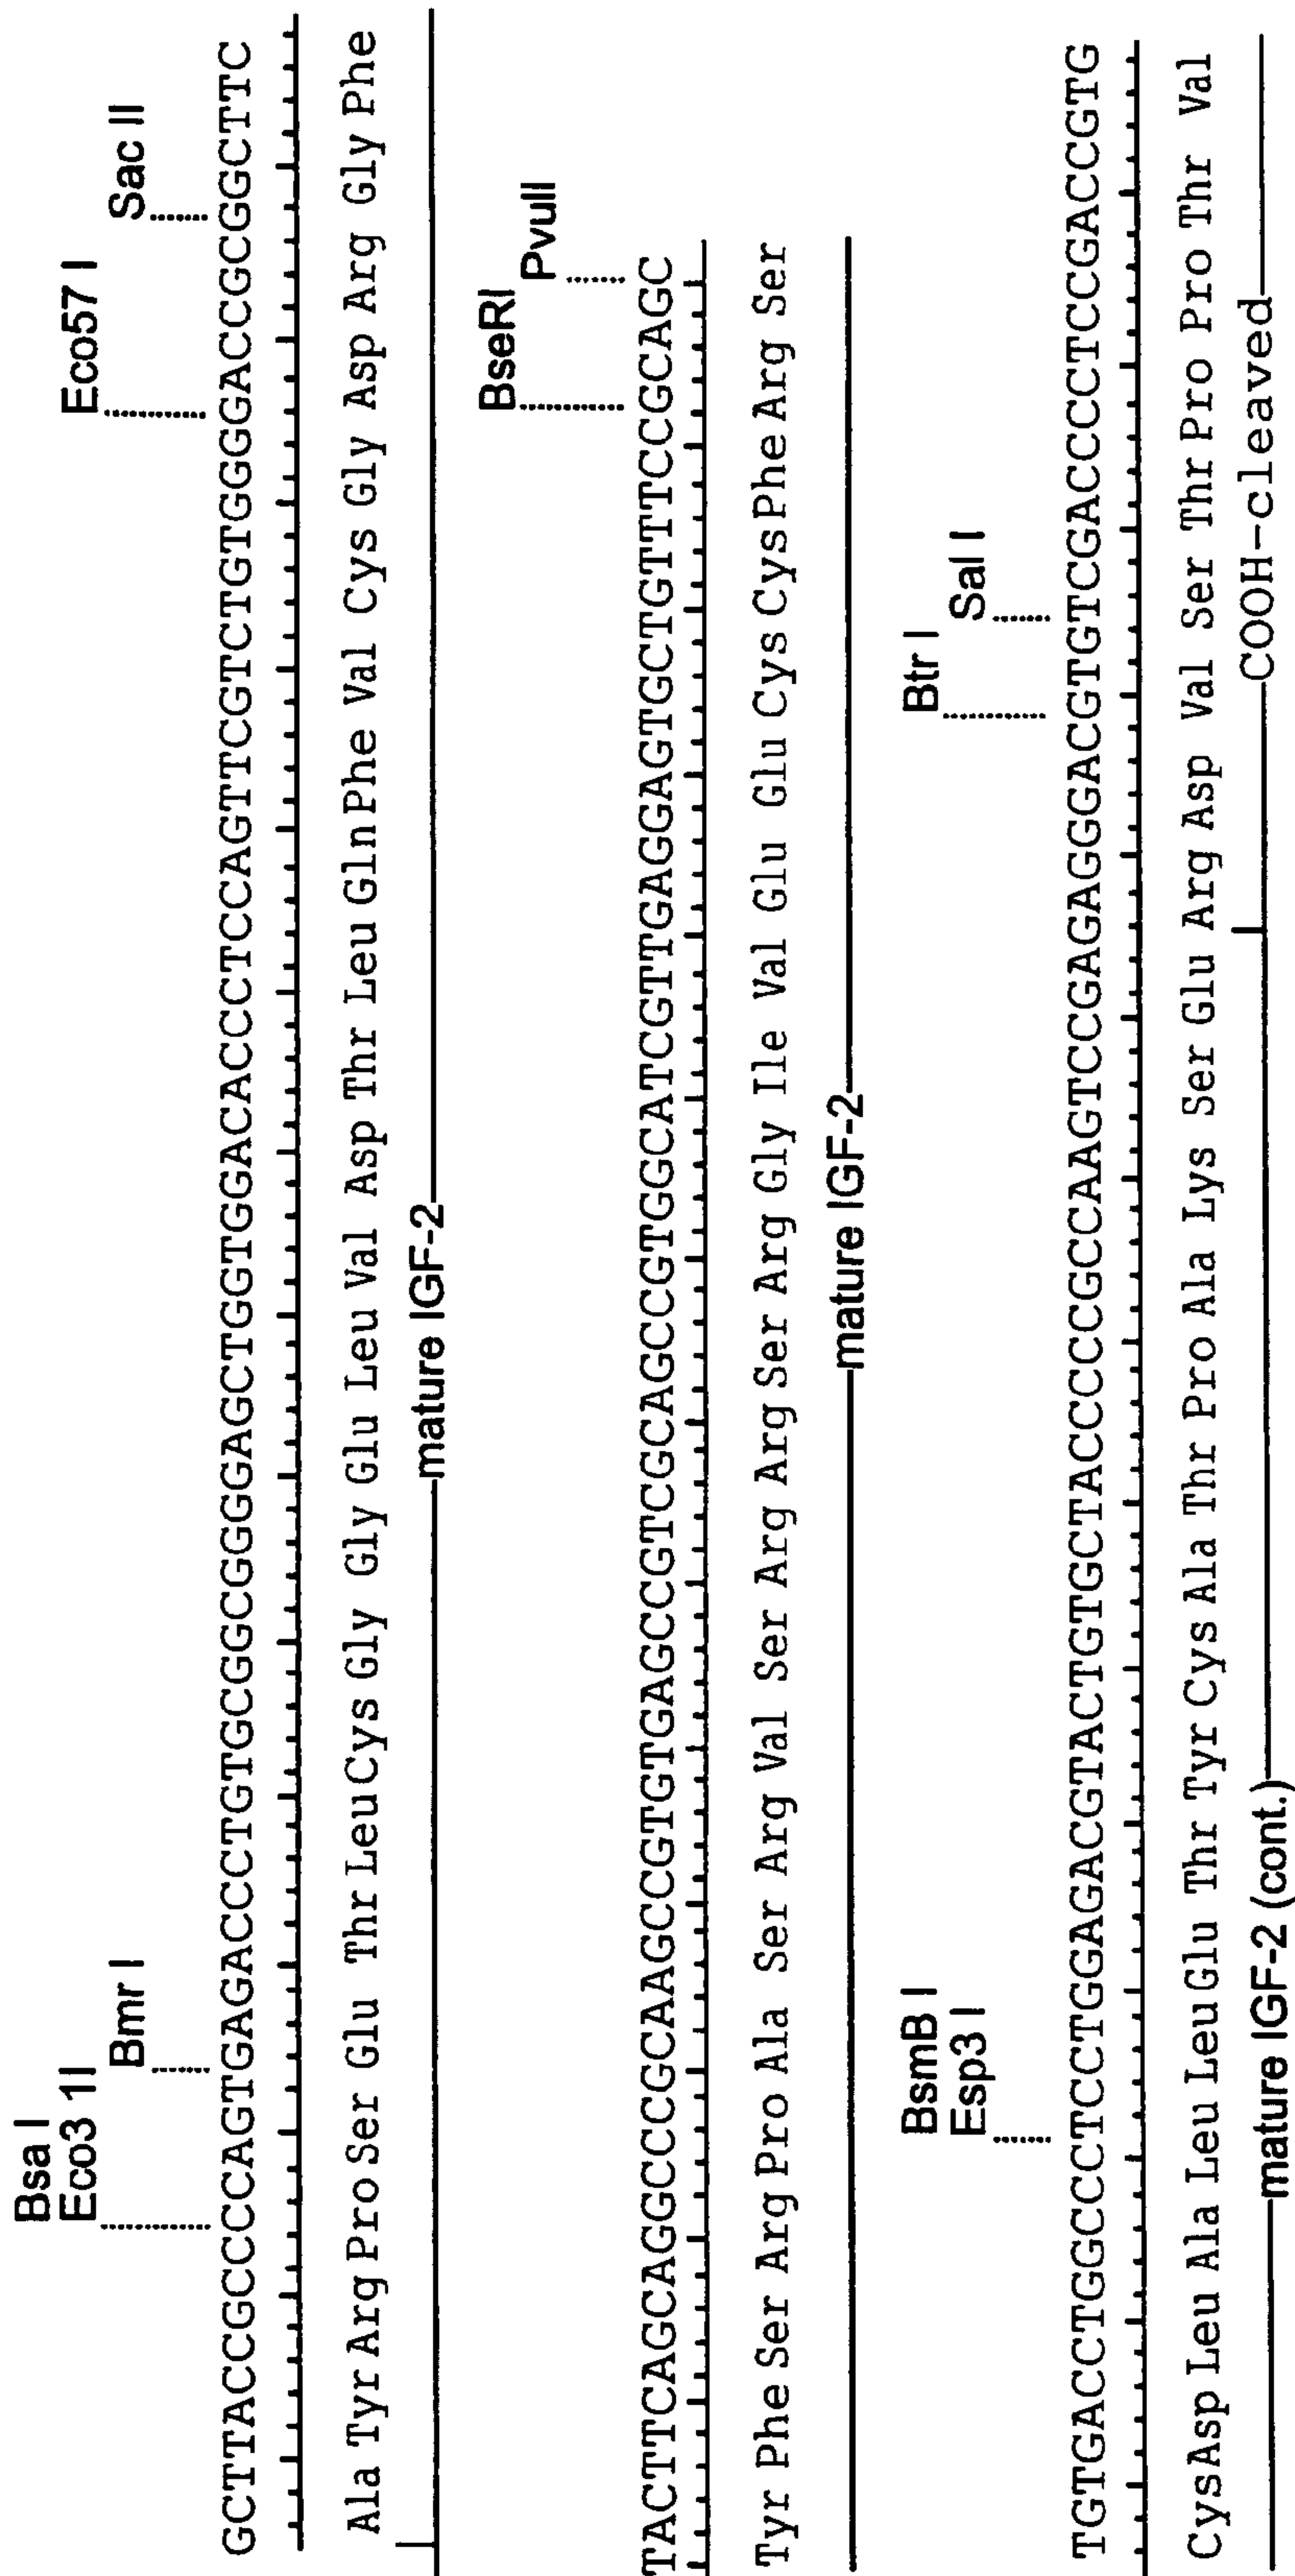 Eco57 I
Bsa I
Eco3 1I Bmr I Sac II
GCTTACCGCCCCAGTGAGACCCTGTGCGGCGGGGAGCTGGTGGACACCCTCCAGTTCGTCTGTGGGGACCGCGGCTTC
Ala Tyr Arg Pro Ser Glu Thr Leu Cys Gly Gly Glu Leu Val Asp Thr Leu Gln Phe Val Cys Gly Asp Arg Gly Phe
mature IGF-2
BseRI PvuII
TACTTCAGCAGGCCCGCAAGCCGTGTGAGCCGTCGCAGCCGTGGCATCGTTGAGGAGTGCTGTTTCCGCAGC
Tyr Phe Ser Arg Pro Ala Ser Arg Val Ser Arg Arg Ser Arg Gly Ile Val Glu Glu Cys Cys Phe Arg Ser
mature IGF-2
BsmB I Btr I
Esp3 I Sal I
TGTGACCTGGCCCTCCTGGAGACGTACTGTGCTACCCCCGCCAAGTCCGAGAGGGACGTGTCGACCCCTCCGACCGTG
Cys Asp Leu Ala Leu Leu Glu Thr Tyr Cys Ala Thr Pro Ala Lys Ser Glu Arg Asp Val Ser Thr Pro Pro Thr Val
mature IGF-2 (cont.) COOH-cleaved